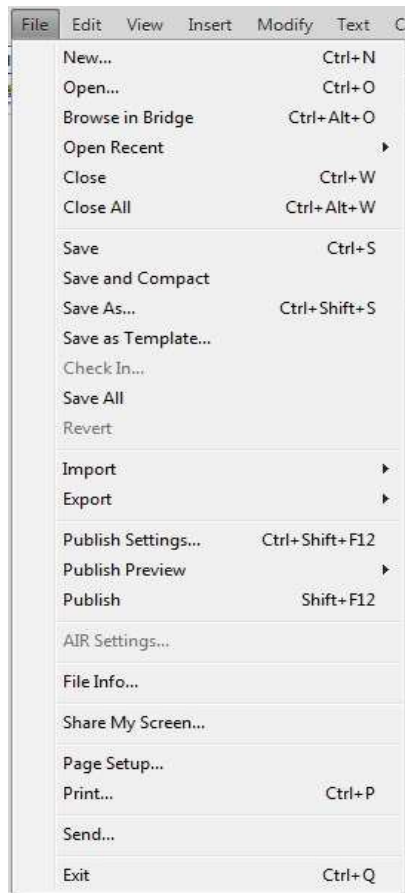 File Edit View Insert Modify Text C
New... Ctrl+N
Open... Ctrl+O
Browse in Bridge Ctrl+Alt+O
Open Recent
Close Ctrl+W
Close All Ctrl+Alt+W
Save Ctrl+S
Save and Compact
Save As... Ctrl+Shift+S
Save as Template...
Check In...
Save All
Revert
Import
Export
Publish Settings... Ctrl+Shift+F12
Publish Preview
Publish Shift+F12
AIR Settings...
File Info...
Share My Screen...
Page Setup...
Print... Ctrl+P
Send...
Exit Ctrl+Q